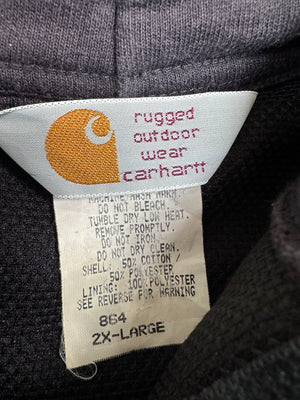 rugged
outdoor
wear
carhartt
MACHINE WASH WARM.
DO NOT BLEACH.
TUMBLE DRY LOW HEAT.
REMOVE PROMPTLY.
DO NOT IRON.
DO NOT DRY CLEAN.
SHELL: 50% COTTON /
50% POLYESTER
LINING: 100% POLYESTER
SEE REVERSE FOR WARNING
864
2X-LARGE